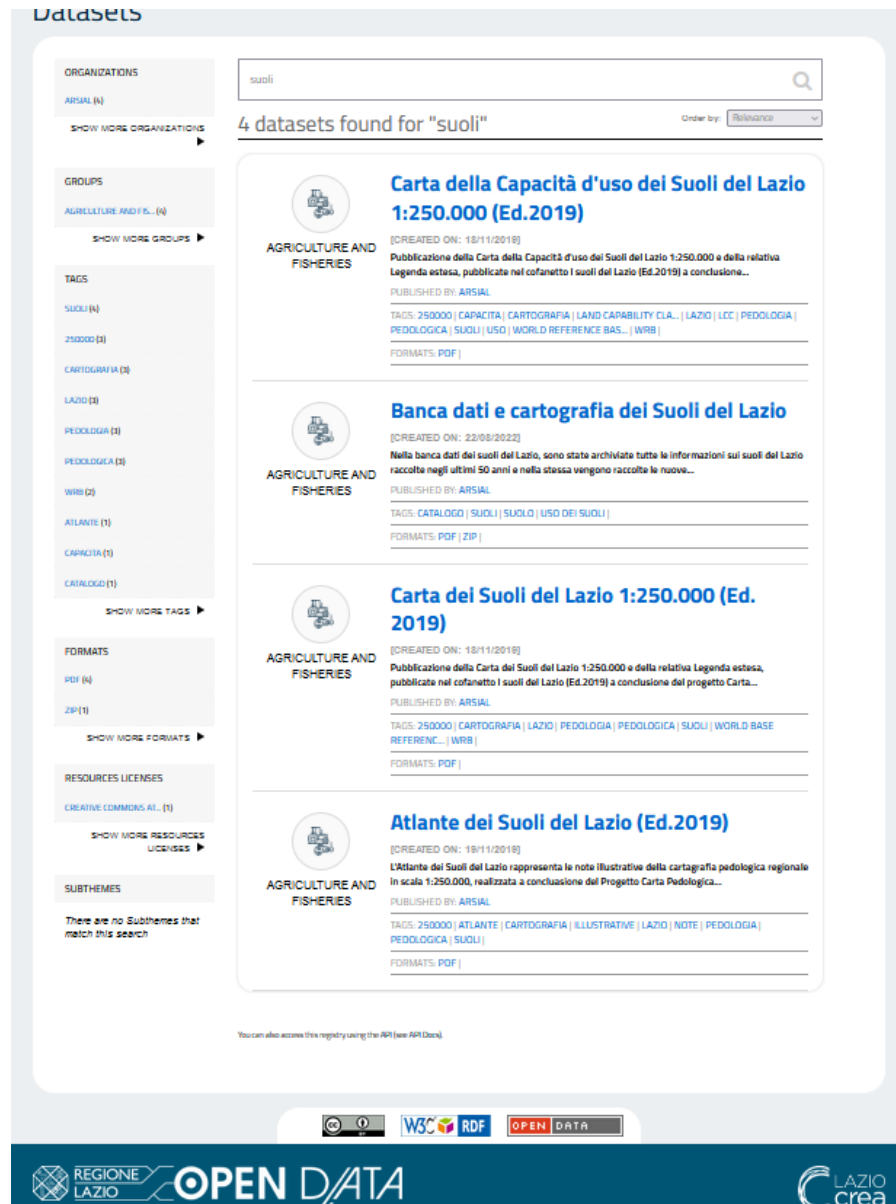 Datasets
ORGANIZATIONS
ARSIAL (4)
SHOW MORE ORGANIZATIONS
GROUPS
AGRICULTURE AND FIS... (4)
SHOW MORE GROUPS
TAGS
SUOLI (4)
250000 (3)
CARTOGRAFIA (3)
LAZIO (3)
PEDOLOGIA (3)
PEDOLOGICA (3)
WRB (2)
ATLANTE (1)
CAPACITA (1)
CATALOGO (1)
SHOW MORE TAGS
FORMATS
PDF (4)
ZIP (1)
SHOW MORE FORMATS
RESOURCES LICENSES
CREATIVE COMMONS AT... (1)
SHOW MORE RESOURCES
LICENSES
SUBTHEMES
There are no Subthemes that
match this search
suoli
4 datasets found for "suoli"
Order by: Relevance
AGRICULTURE AND
FISHERIES
Carta della Capacità d'uso dei Suoli del Lazio
1:250.000 (Ed.2019)
[CREATED ON: 18/11/2019]
Pubblicazione della Carta della Capacità d'uso dei Suoli del Lazio 1:250.000 e della relativa
Legenda estesa, pubblicate nel cofanetto I suoli del Lazio (Ed.2019) a conclusione...
PUBLISHED BY: ARSIAL
TAGS: 250000 | CAPACITA | CARTOGRAFIA | LAND CAPABILITY CLA... | LAZIO | LCC | PEDOLOGIA |
PEDOLOGICA | SUOLI | USO | WORLD REFERENCE BAS... | WRB |
FORMATS: PDF |
AGRICULTURE AND
FISHERIES
Banca dati e cartografia dei Suoli del Lazio
[CREATED ON: 22/08/2022]
Nella banca dati dei suoli del Lazio, sono state archiviate tutte le informazioni sui suoli del Lazio
raccolte negli ultimi 50 anni e nella stessa vengono raccolte le nuove...
PUBLISHED BY: ARSIAL
TAGS: CATALOGO | SUOLI | SUOLO | USO DEI SUOLI |
FORMATS: PDF | ZIP |
AGRICULTURE AND
FISHERIES
Carta dei Suoli del Lazio 1:250.000 (Ed.
2019)
[CREATED ON: 18/11/2019]
Pubblicazione della Carta dei Suoli del Lazio 1:250.000 e della relativa Legenda estesa,
pubblicate nel cofanetto I suoli del Lazio (Ed.2019) a conclusione del progetto Carta...
PUBLISHED BY: ARSIAL
TAGS: 250000 | CARTOGRAFIA | LAZIO | PEDOLOGIA | PEDOLOGICA | SUOLI | WORLD BASE
REFERENC... | WRB |
FORMATS: PDF |
AGRICULTURE AND
FISHERIES
Atlante dei Suoli del Lazio (Ed.2019)
[CREATED ON: 19/11/2019]
L'Atlante dei Suoli del Lazio rappresenta le note illustrative della cartagrafia pedologica regionale
in scala 1:250.000, realizzata a concluasione del Progetto Carta Pedologica...
PUBLISHED BY: ARSIAL
TAGS: 250000 | ATLANTE | CARTOGRAFIA | ILLUSTRATIVE | LAZIO | NOTE | PEDOLOGIA |
PEDOLOGICA | SUOLI |
FORMATS: PDF |
You can also access this registry using the API (see API Docs).
cc BY
W3C RDF
OPEN DATA
REGIONE
LAZIO
OPEN DATA
LAZIO
crea